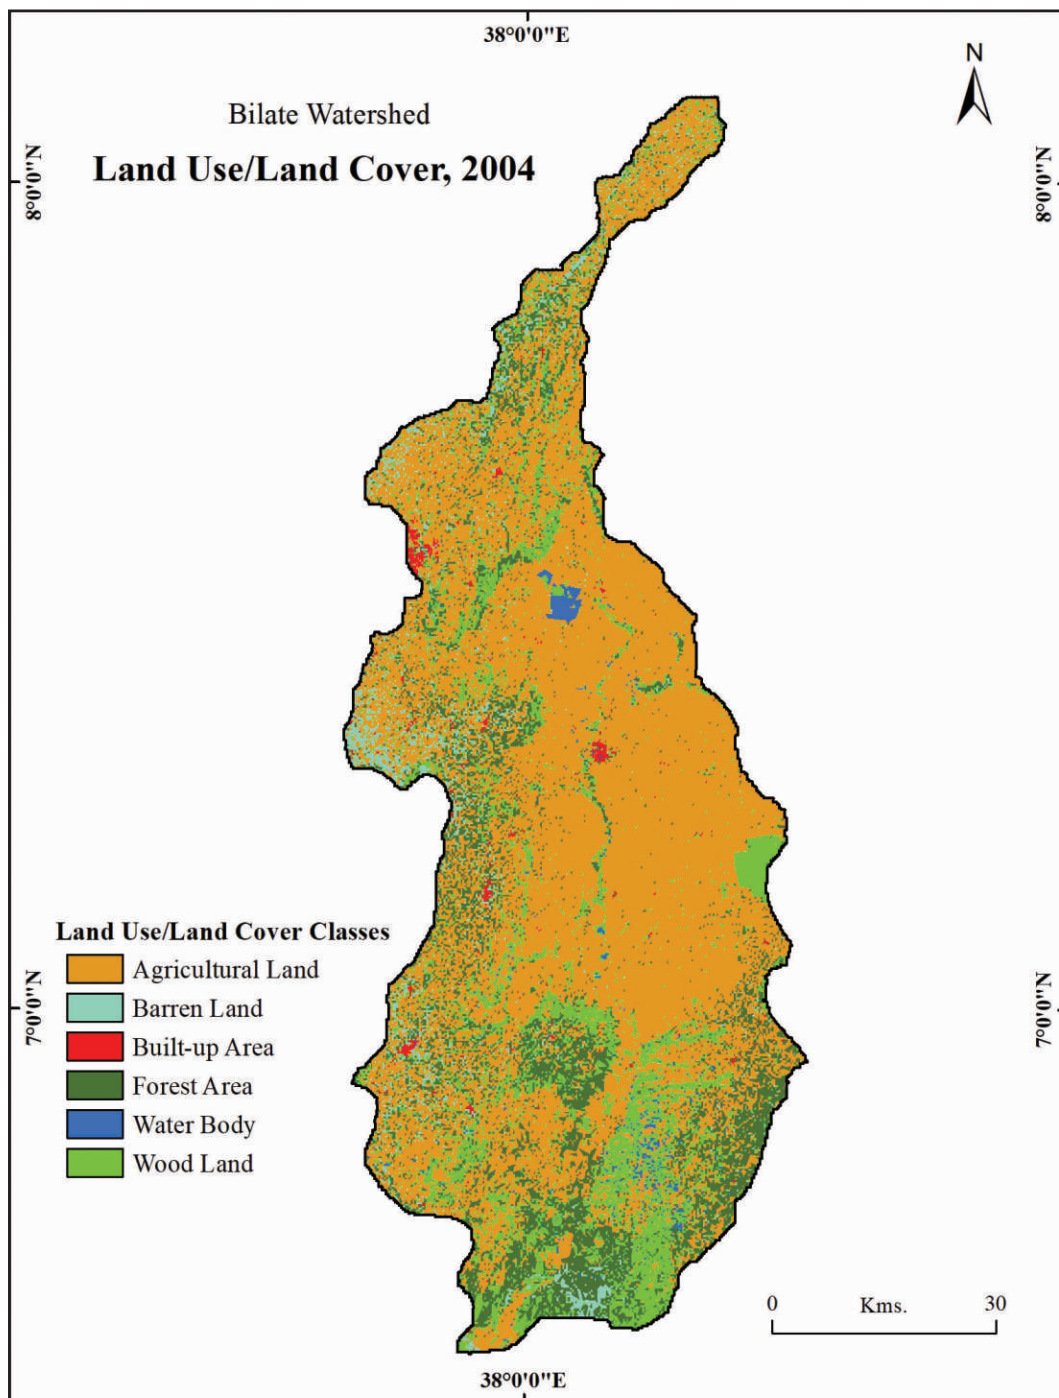 38°0'0"E
N
Bilate Watershed
Land Use/Land Cover, 2004
8°0'0"N
8°0'0"N
Land Use/Land Cover Classes
Agricultural Land
Barren Land
Built-up Area
Forest Area
Water Body
Wood Land
7°0'0"N
7°0'0"N
0 Kms. 30
38°0'0"E